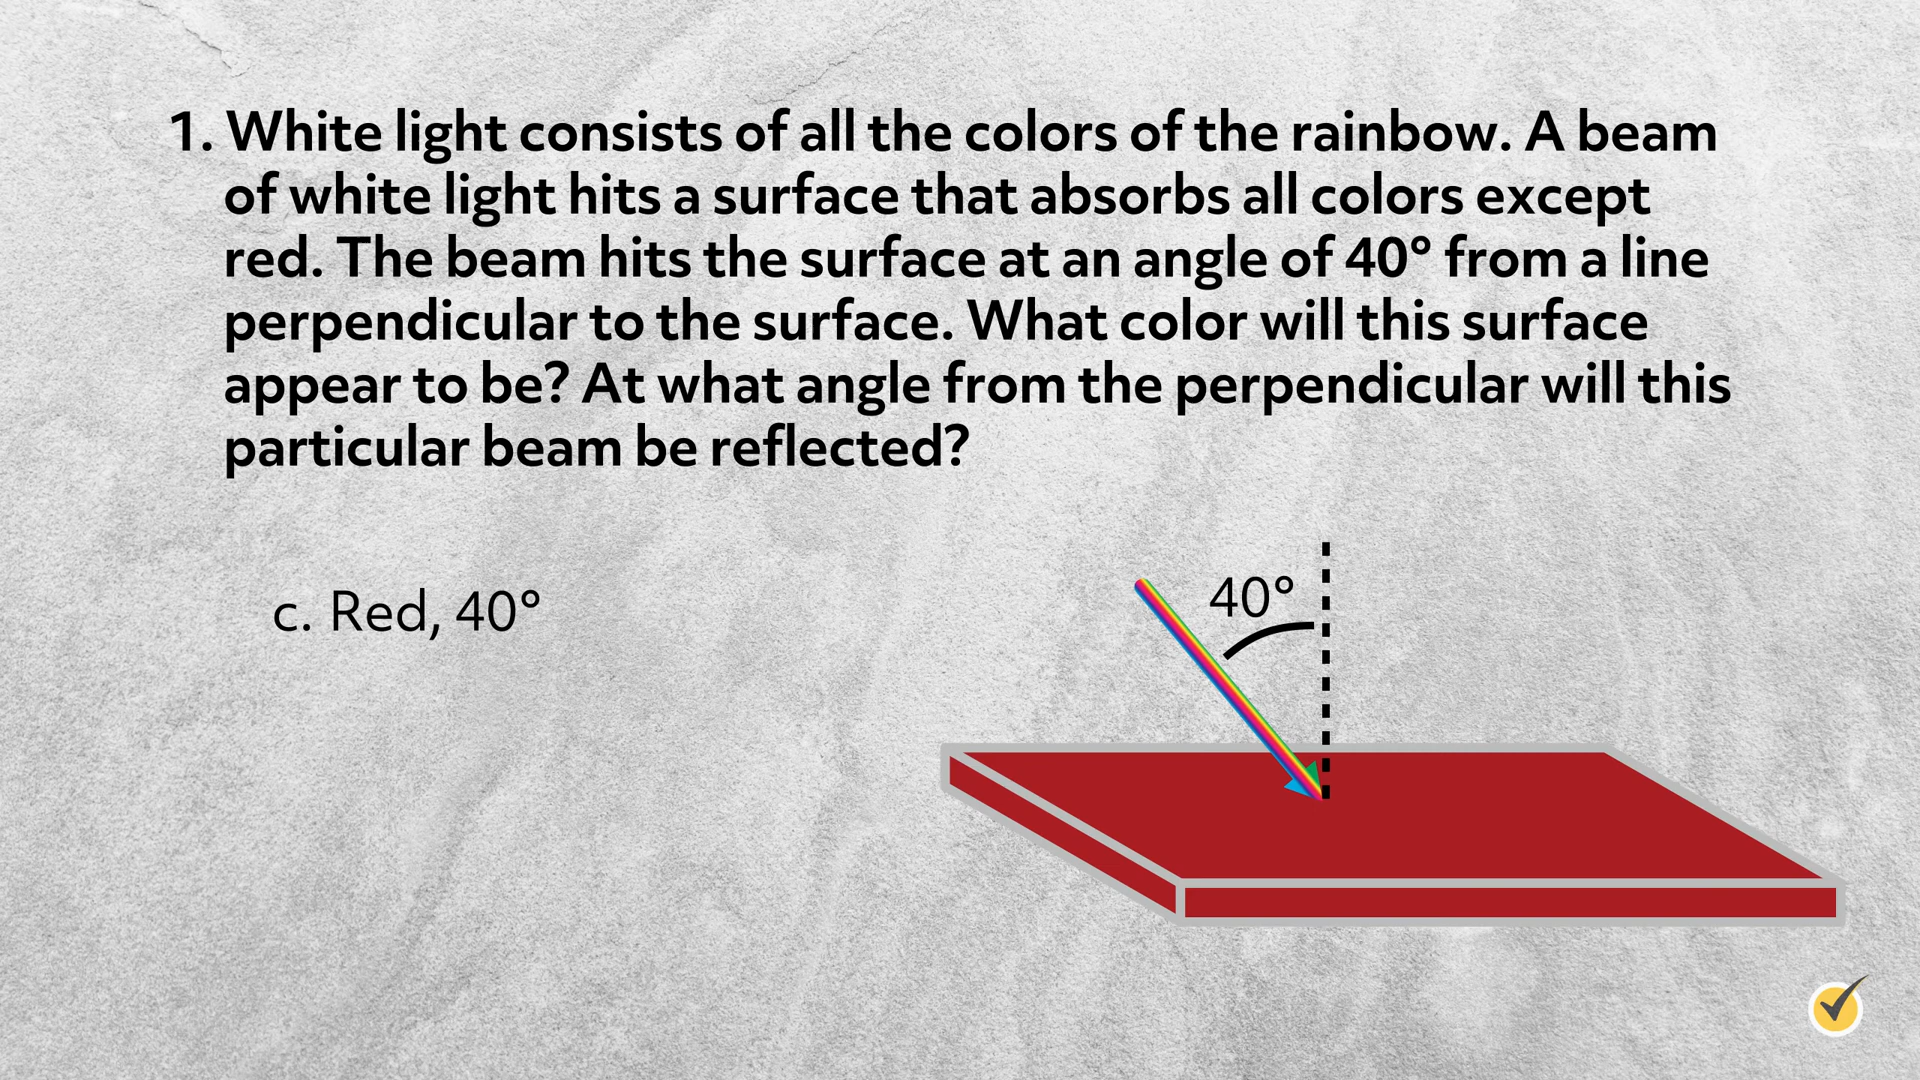 1. White light consists of all the colors of the rainbow. A beam
of white light hits a surface that absorbs all colors except
red. The beam hits the surface at an angle of 40° from a line
perpendicular to the surface. What color will this surface
appear to be? At what angle from the perpendicular will this
particular beam be reflected?
c. Red, 40°
40°